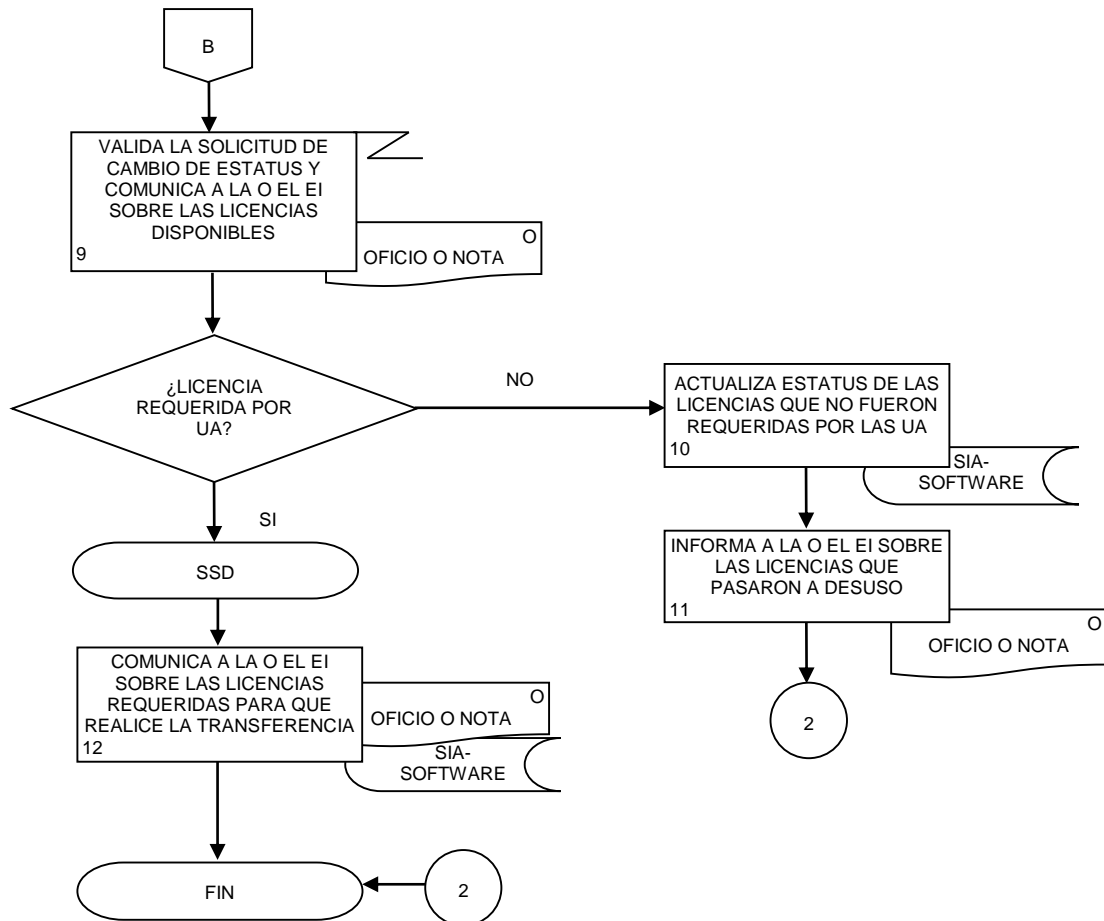 B
VALIDA LA SOLICITUD DE
CAMBIO DE ESTATUS Y
COMUNICA A LA O EL EI
SOBRE LAS LICENCIAS
DISPONIBLES
9
O
OFICIO O NOTA
¿LICENCIA
REQUERIDA POR
UA?
NO
ACTUALIZA ESTATUS DE LAS
LICENCIAS QUE NO FUERON
REQUERIDAS POR LAS UA
10
SIA-
SOFTWARE
SI
INFORMA A LA O EL EI SOBRE
LAS LICENCIAS QUE
PASARON A DESUSO
11
O
OFICIO O NOTA
2
SSD
COMUNICA A LA O EL EI
SOBRE LAS LICENCIAS
REQUERIDAS PARA QUE
REALICE LA TRANSFERENCIA
12
O
OFICIO O NOTA
SIA-
SOFTWARE
FIN
2